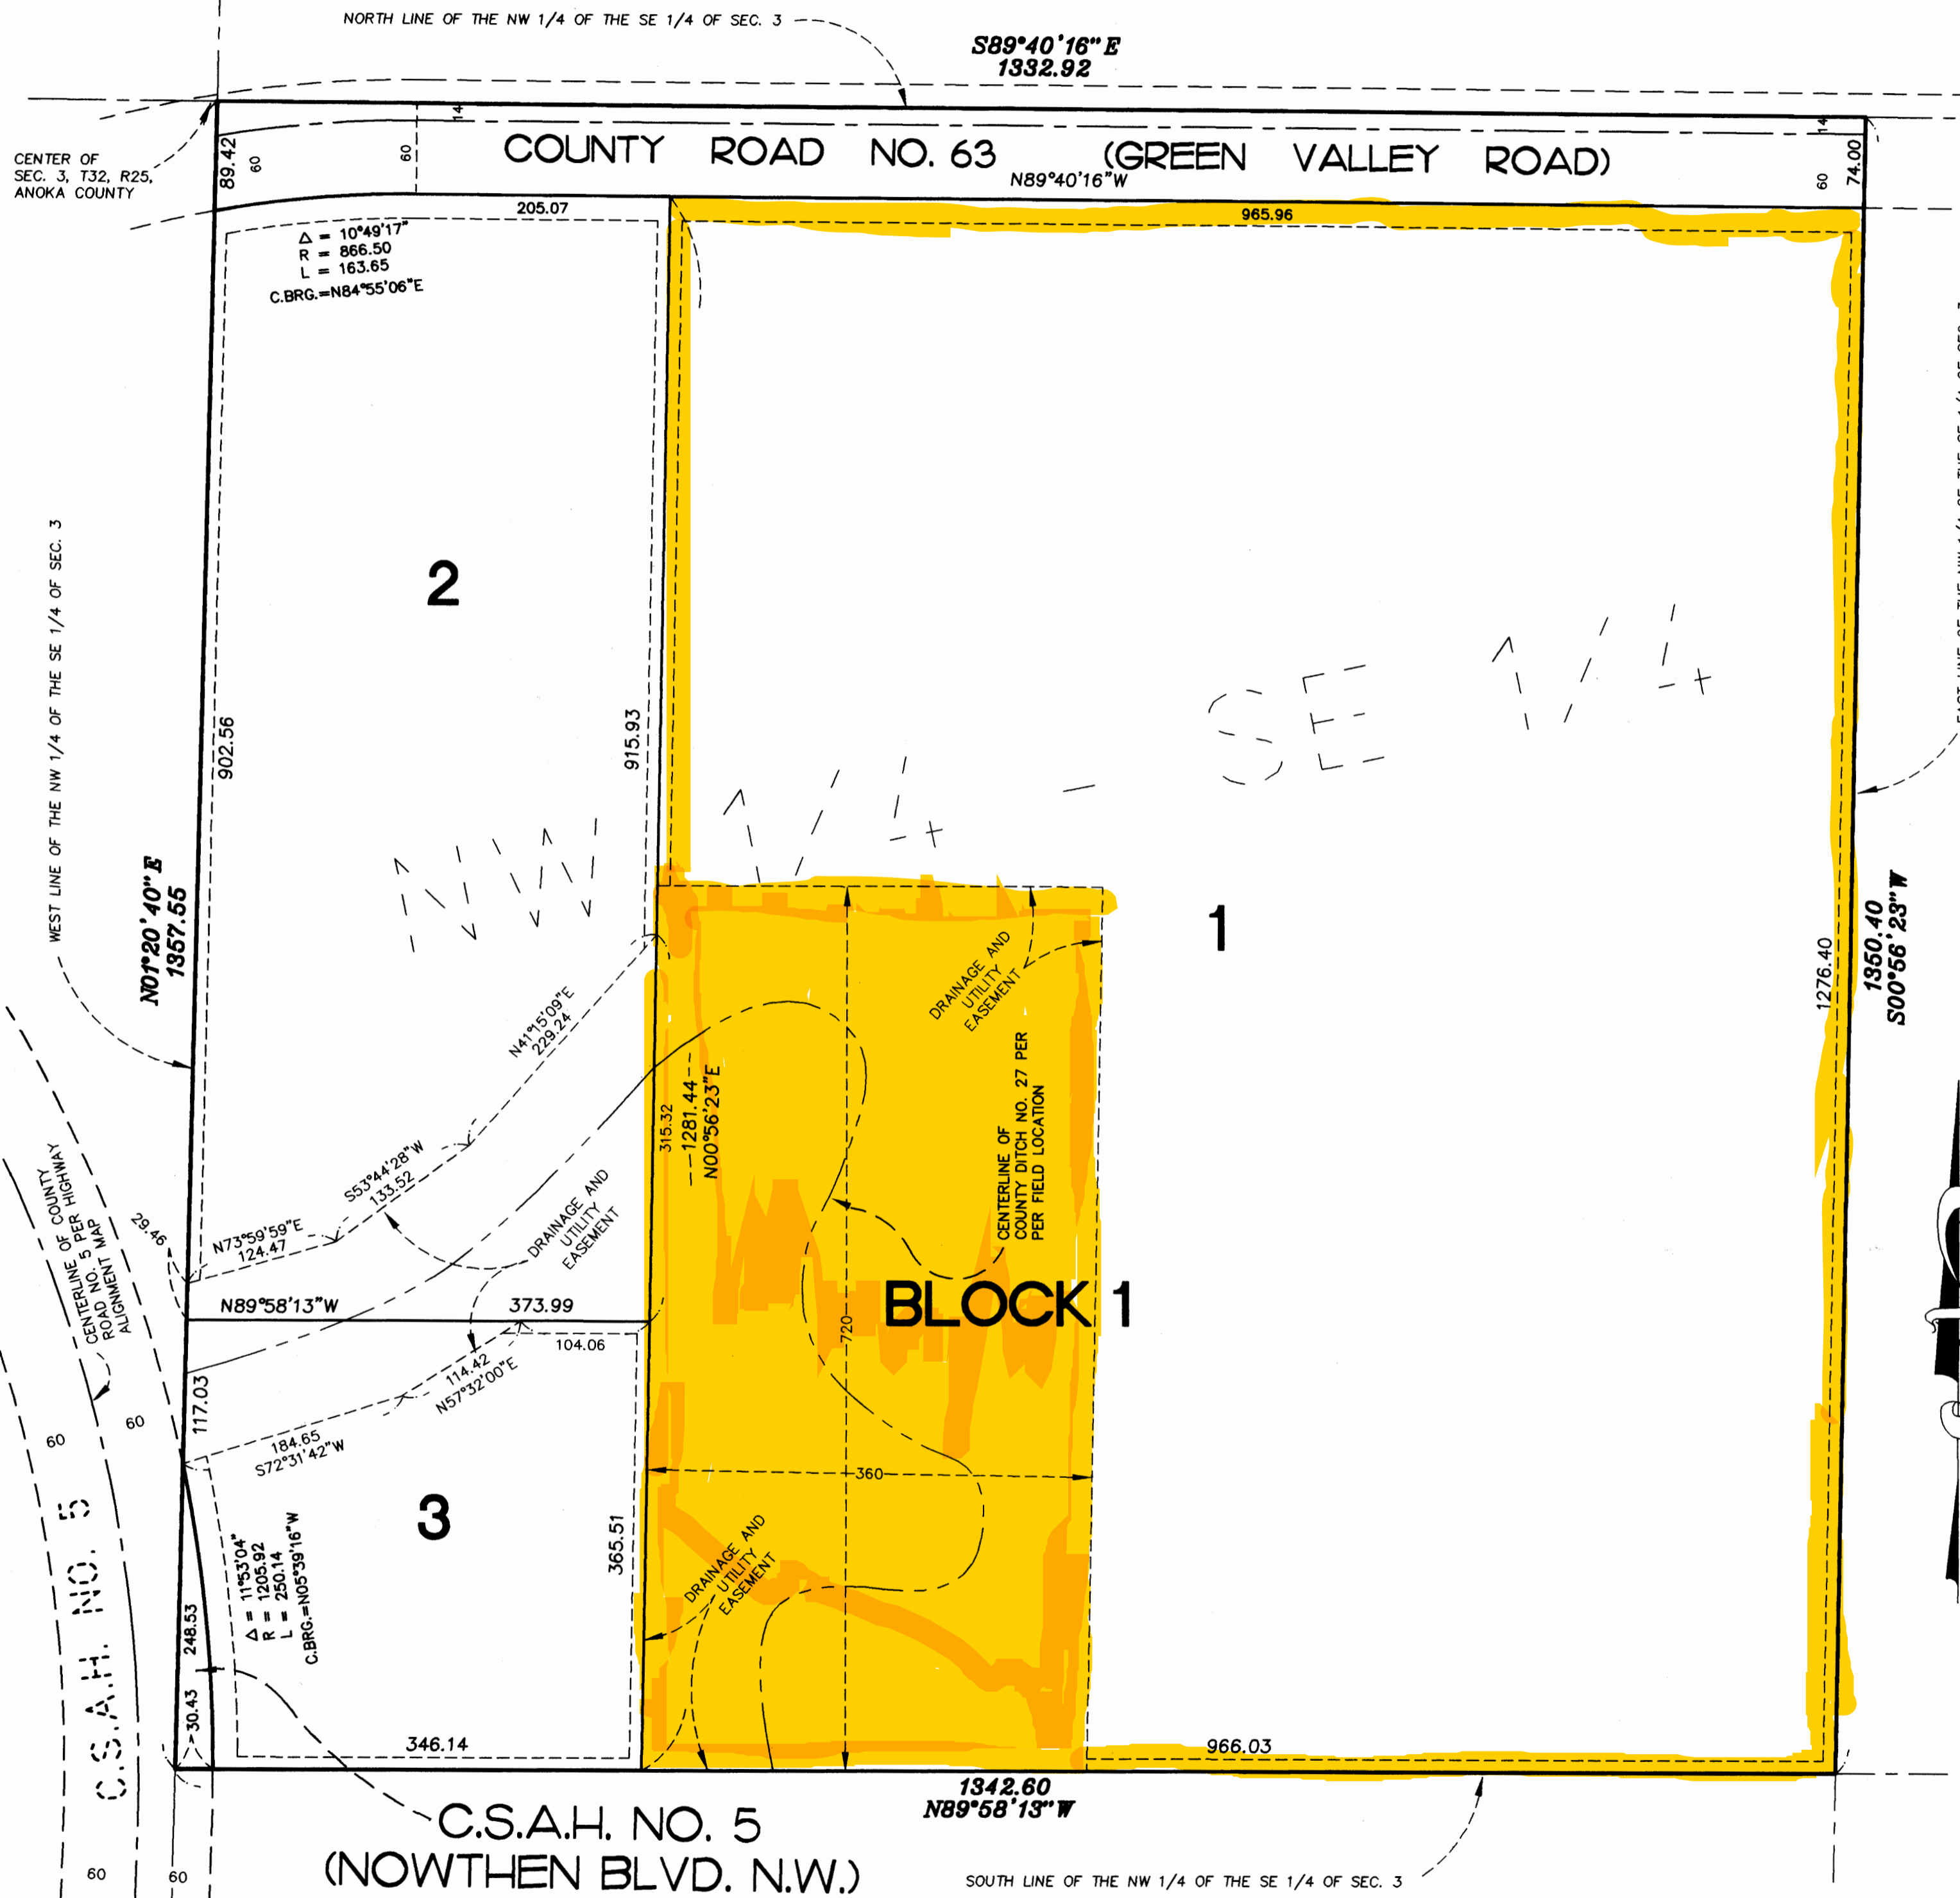 NORTH LINE OF THE NW 1/4 OF THE SE 1/4 OF SEC. 3
S89°40'16"E
1332.92
CENTER OF
SEC. 3, T32, R25,
ANOKA COUNTY
89.42
60
60
14
COUNTY ROAD NO. 63 (GREEN VALLEY ROAD)
N89°40'16"W
14
60
74.00
205.07
965.96
Δ = 10°49'17"
R = 866.50
L = 163.65
C.BRG.=N84°55'06"E
WEST LINE OF THE NW 1/4 OF THE SE 1/4 OF SEC. 3
2
902.56
915.93
NW 1/4 - SE 1/4
N01°20'40"E
1357.55
1
1276.40
1350.40
S00°56'23"W
DRAINAGE AND
UTILITY
EASEMENT
N41°15'09"E
229.24
315.32
1281.44
N00°56'23"E
CENTERLINE OF
COUNTY DITCH NO. 27 PER
PER FIELD LOCATION
S53°44'28"W
133.52
DRAINAGE AND
UTILITY
EASEMENT
CENTERLINE OF COUNTY
ROAD NO. 5 PER HIGHWAY
ALIGNMENT MAP
29.46
N73°59'59"E
124.47
N89°58'13"W
373.99
BLOCK 1
720
104.06
114.42
N57°32'00"E
117.03
60
60
184.65
S72°31'42"W
360
3
365.51
C.S.A.H. NO. 5
Δ = 11°53'04"
R = 1205.92
L = 250.14
C.BRG.=N05°39'16"W
DRAINAGE AND
UTILITY
EASEMENT
248.53
30.43
346.14
966.03
1342.60
N89°58'13"W
C.S.A.H. NO. 5
(NOWTHEN BLVD. N.W.)
60
60
SOUTH LINE OF THE NW 1/4 OF THE SE 1/4 OF SEC. 3